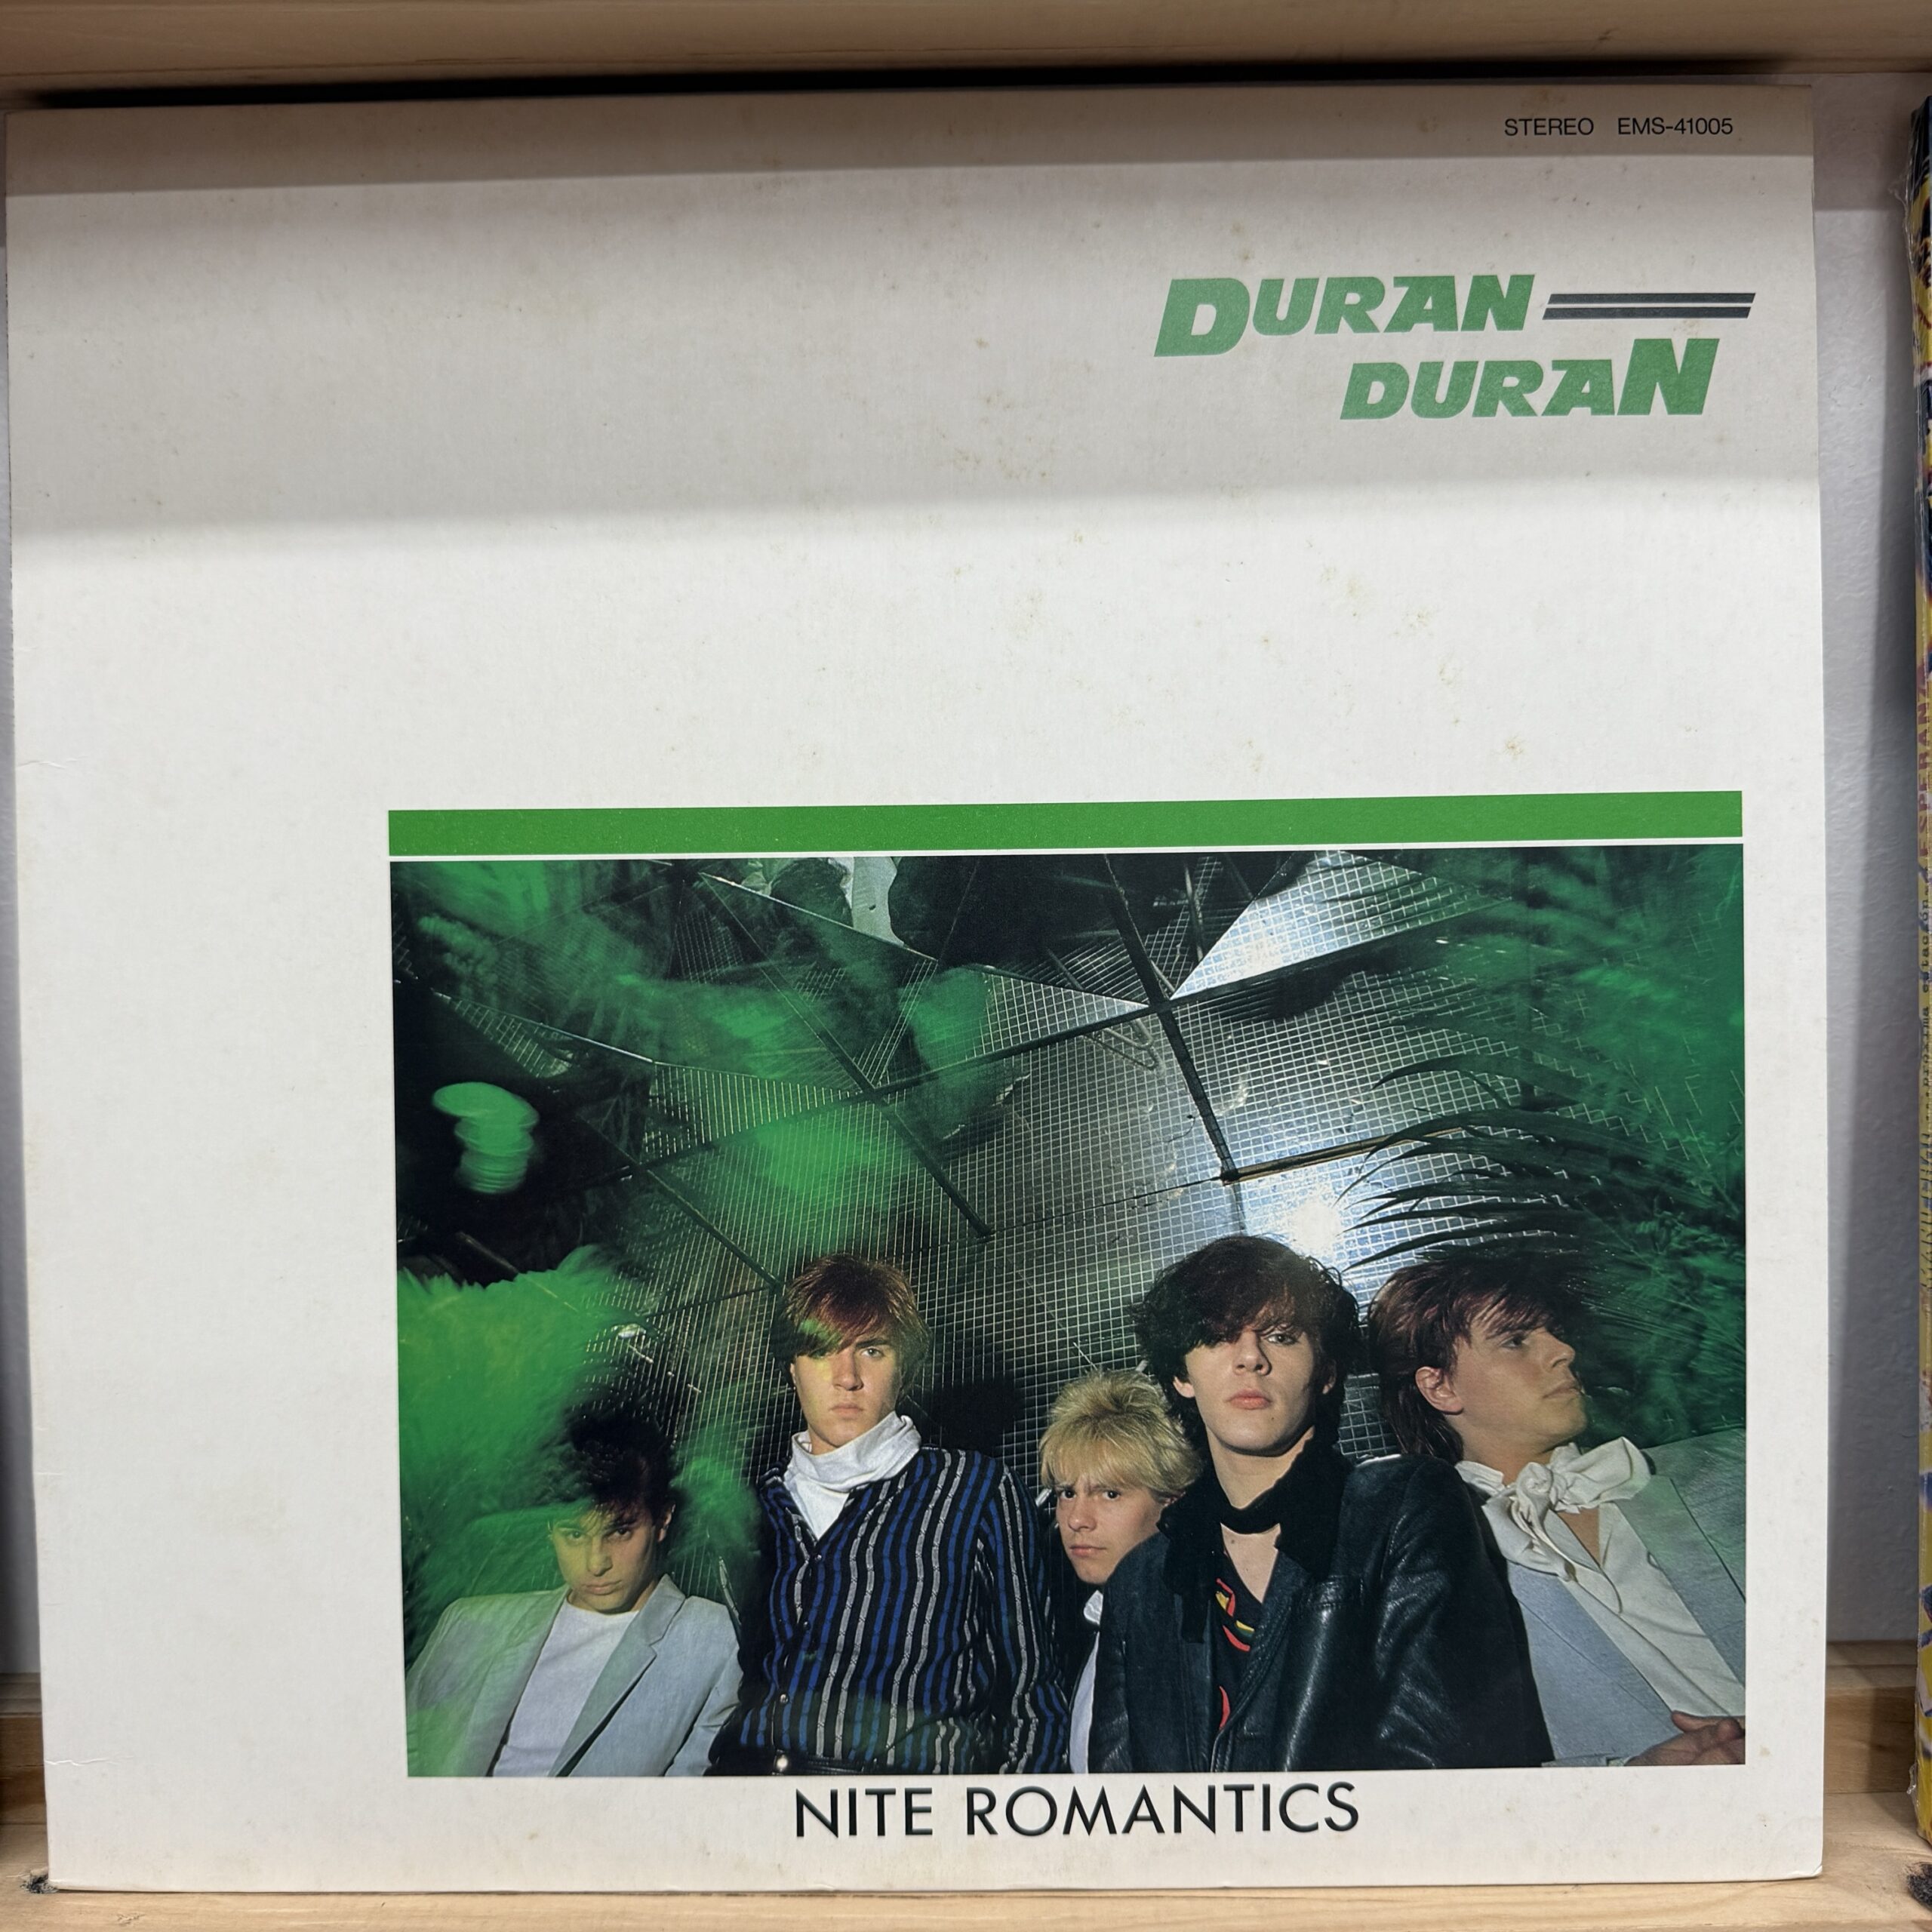 STEREO EMS-41005
DURAN
DURAN
NITE ROMANTICS